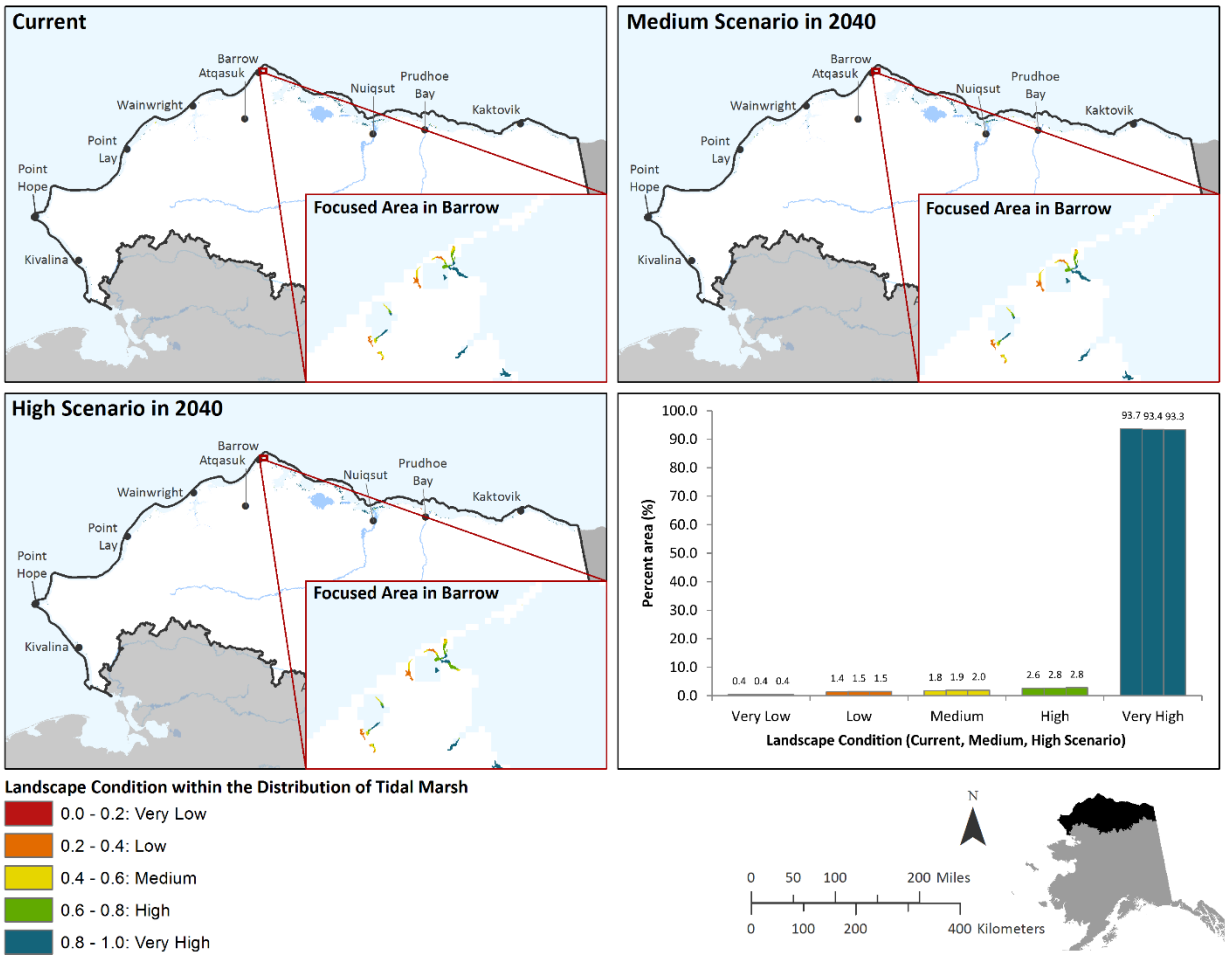 Current
Barrow
Atqasuk
Wainwright
Nuiqsut
Prudhoe
Bay
Kaktovik
Point
Lay
Point
Hope
Kivalina
Focused Area in Barrow
Medium Scenario in 2040
Barrow
Atqasuk
Wainwright
Nuiqsut
Prudhoe
Bay
Kaktovik
Point
Lay
Point
Hope
Kivalina
Focused Area in Barrow
High Scenario in 2040
Barrow
Atqasuk
Wainwright
Nuiqsut
Prudhoe
Bay
Kaktovik
Point
Lay
Point
Hope
Kivalina
Focused Area in Barrow
Percent area (%)
100.0
90.0
80.0
70.0
60.0
50.0
40.0
30.0
20.0
10.0
0.0
0.4 0.4 0.4
1.4 1.5 1.5
1.8 1.9 2.0
2.6 2.8 2.8
93.7 93.4 93.3
Very Low Low Medium High Very High
Landscape Condition (Current, Medium, High Scenario)
Landscape Condition within the Distribution of Tidal Marsh
0.0 - 0.2: Very Low
0.2 - 0.4: Low
0.4 - 0.6: Medium
0.6 - 0.8: High
0.8 - 1.0: Very High
N
0 50 100 200 Miles
0 100 200 400 Kilometers